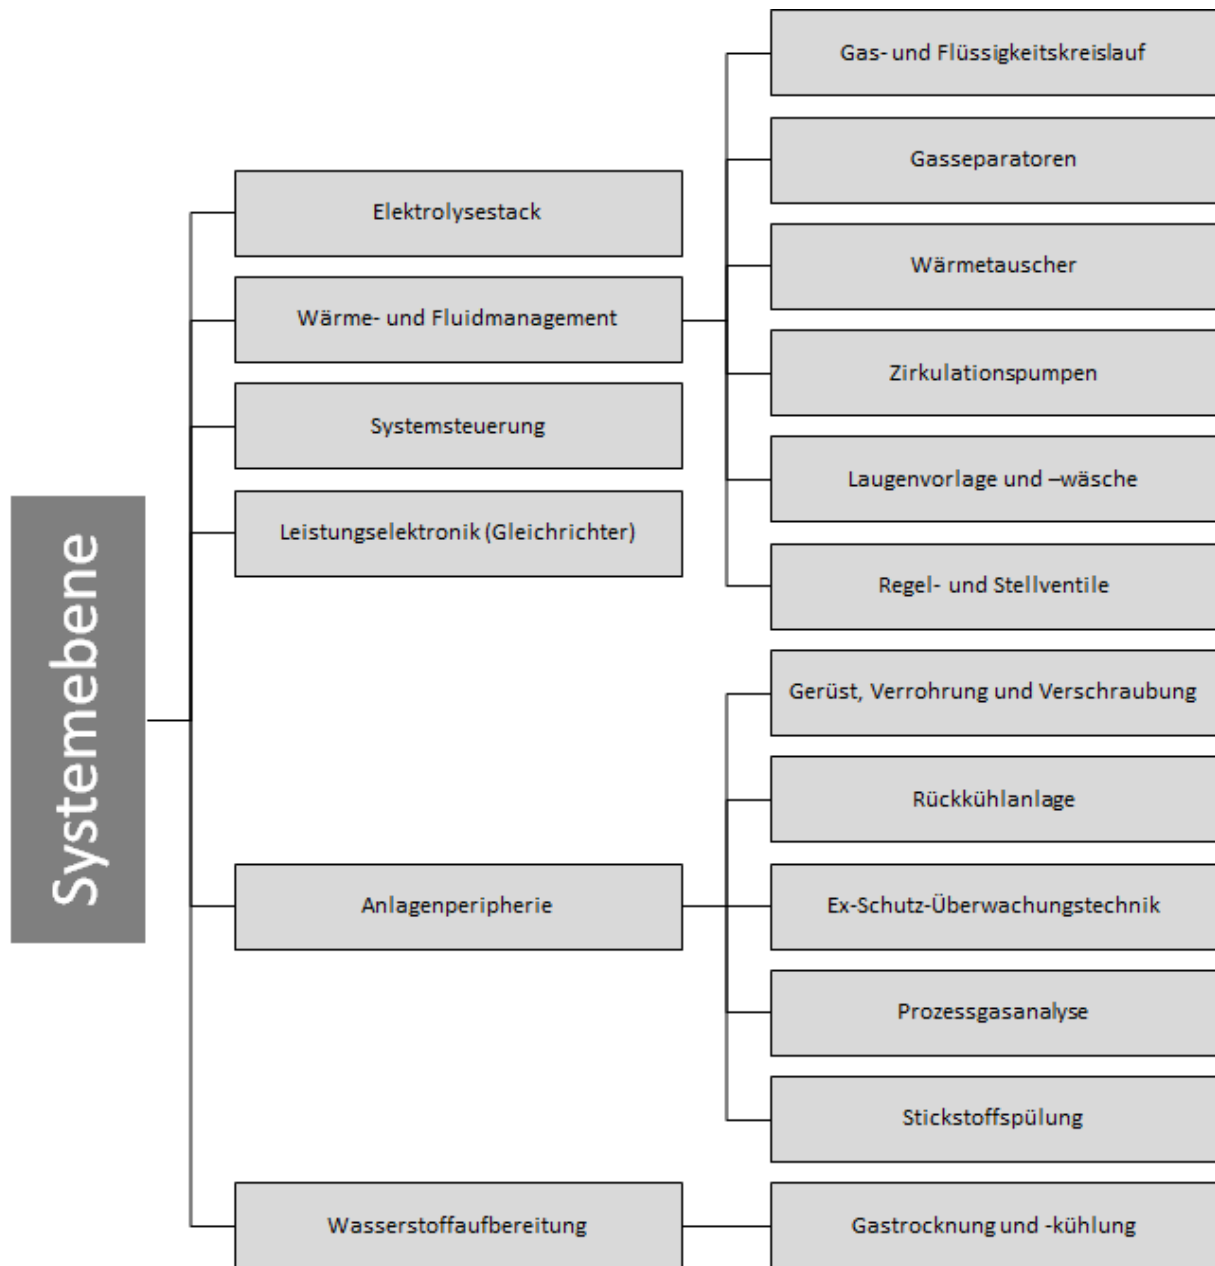 Systemebene
Elektrolysestack
Wärme- und Fluidmanagement
Gas- und Flüssigkeitskreislauf
Gasseparatoren
Wärmetauscher
Zirkulationspumpen
Laugenvorlage und –wäsche
Regel- und Stellventile
Systemsteuerung
Leistungselektronik (Gleichrichter)
Anlagenperipherie
Gerüst, Verrohrung und Verschraubung
Rückkühlanlage
Ex-Schutz-Überwachungstechnik
Prozessgasanalyse
Stickstoffspülung
Wasserstoffaufbereitung
Gastrocknung und -kühlung